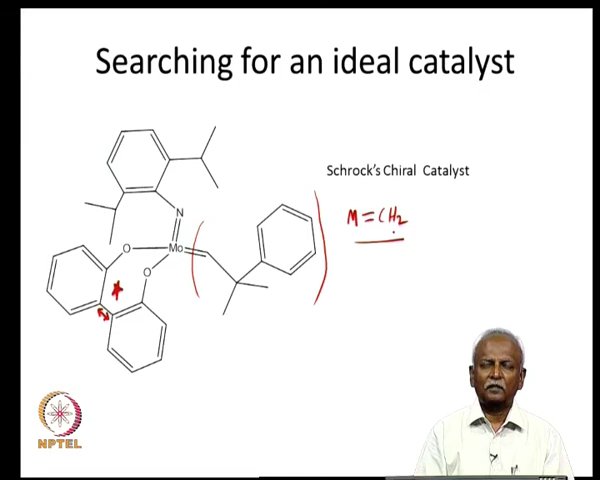 Searching for an ideal catalyst
Schrock's Chiral Catalyst
N
M=CH2
O
Mo
O
NPTEL